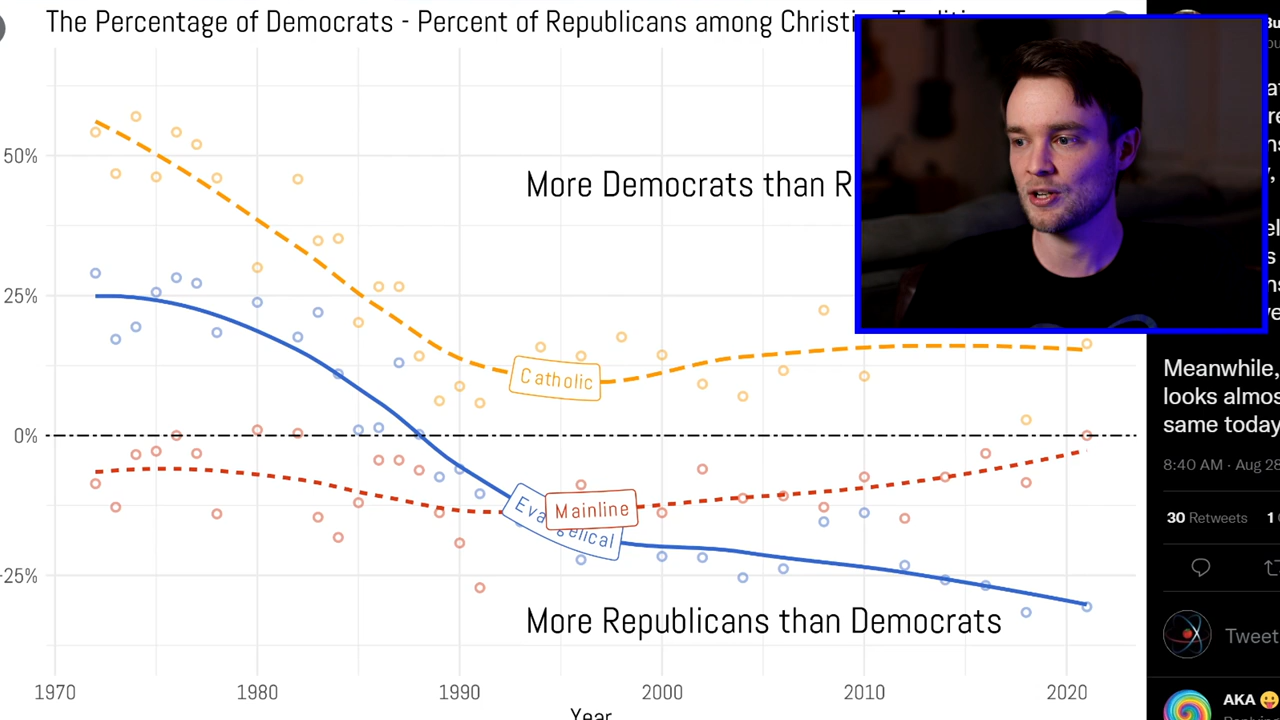 The Percentage of Democrats - Percent of Republicans among Christi
More Democrats than R
50%
25%
0%
-25%
Catholic
Mainline
Evangelical
More Republicans than Democrats
1970 1980 1990 2000 2010 2020
Year
Meanwhile,
looks almos
same today
8:40 AM · Aug 28
30 Retweets 1
Tweet
AKA 😛